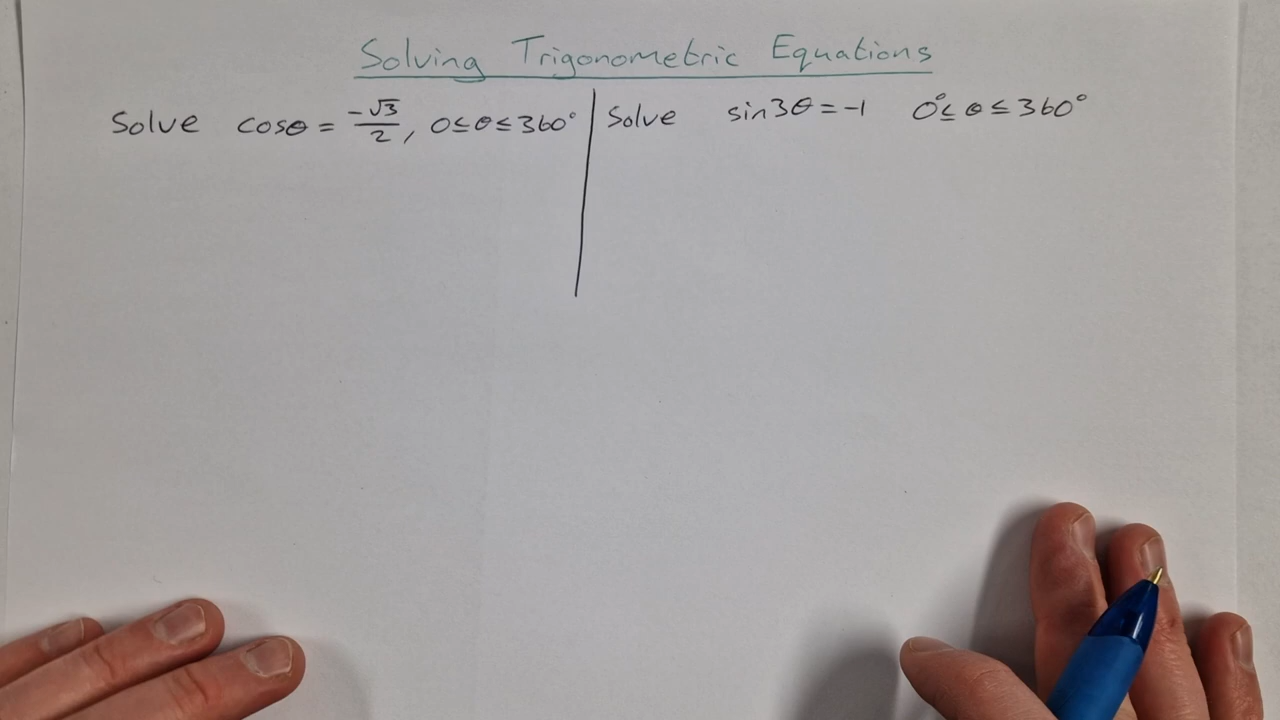 Solving Trigonometric Equations
Solve cosθ = -√3/2, 0≤θ≤360°
Solve sin3θ=-1 0°≤θ≤360°